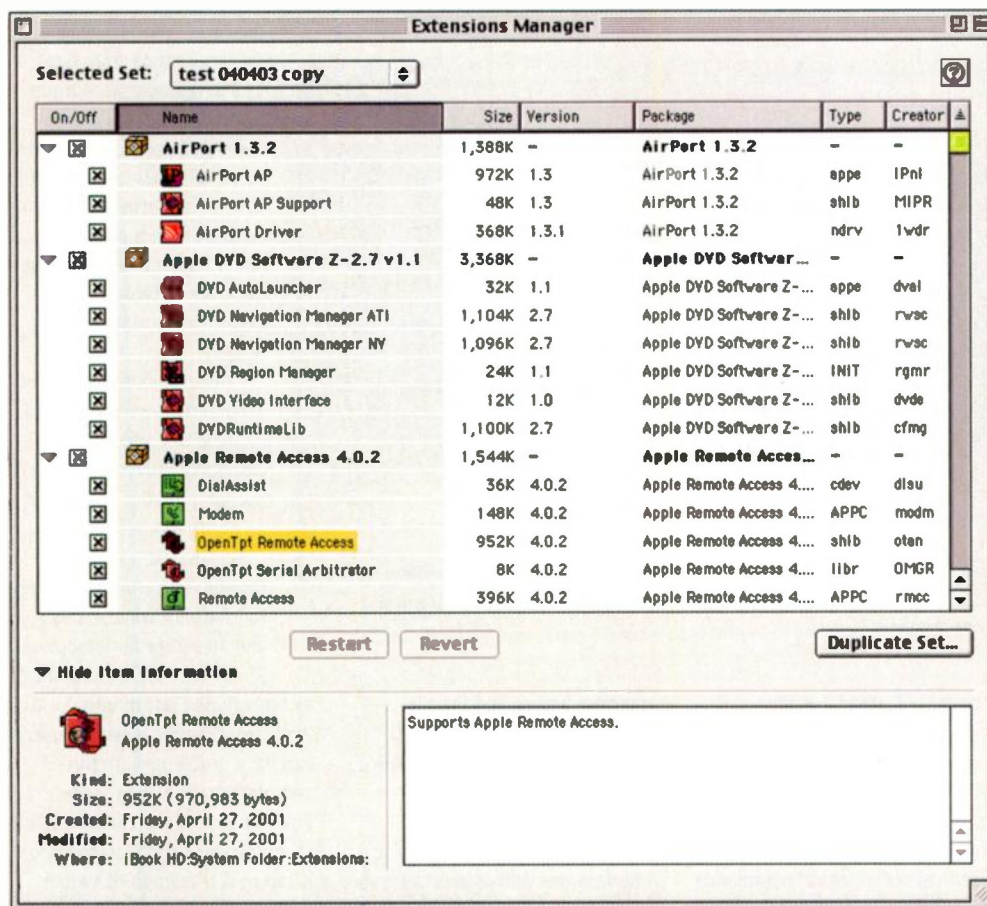 Extensions Manager
Selected Set: test 040403 copy
On/Off Name Size Version Package Type Creator
AirPort 1.3.2 1,388K – AirPort 1.3.2 – –
AirPort AP 972K 1.3 AirPort 1.3.2 appe
AirPort AP Support 48K 1.3 AirPort 1.3.2 shlb MIPR
AirPort Driver 368K 1.3.1 AirPort 1.3.2 ndrv 1wdr
Apple DVD Software Z-2.7 v1.1 3,368K – Apple DVD Softwar... – –
DVD AutoLauncher 32K 1.1 Apple DVD Software Z-... appe dval
DVD Navigation Manager ATI 1,104K 2.7 Apple DVD Software Z-... shlb rwsc
DVD Navigation Manager NV 1,096K 2.7 Apple DVD Software Z-... shlb rwsc
DVD Region Manager 24K 1.1 Apple DVD Software Z-... INIT rgmr
DVD Video Interface 12K 1.0 Apple DVD Software Z-... shlb dvde
DVDRuntimeLib 1,100K 2.7 Apple DVD Software Z-... shlb cfmg
Apple Remote Access 4.0.2 1,544K – Apple Remote Acces... – –
DialAssist 36K 4.0.2 Apple Remote Access 4.... cdev
Modem 148K 4.0.2 Apple Remote Access 4.... APPC modm
OpenTpt Remote Access 952K 4.0.2 Apple Remote Access 4.... shlb otan
OpenTpt Serial Arbitrator 8K 4.0.2 Apple Remote Access 4.... libr OMGR
Remote Access 396K 4.0.2 Apple Remote Access 4.... APPC rmcc
Restart Revert Duplicate Set...
Hide Item Information
OpenTpt Remote Access
Apple Remote Access 4.0.2
Kind: Extension
Size: 952K (970,983 bytes)
Created: Friday, April 27, 2001
Modified: Friday, April 27, 2001
Where: iBook HD:System Folder:Extensions:
Supports Apple Remote Access.